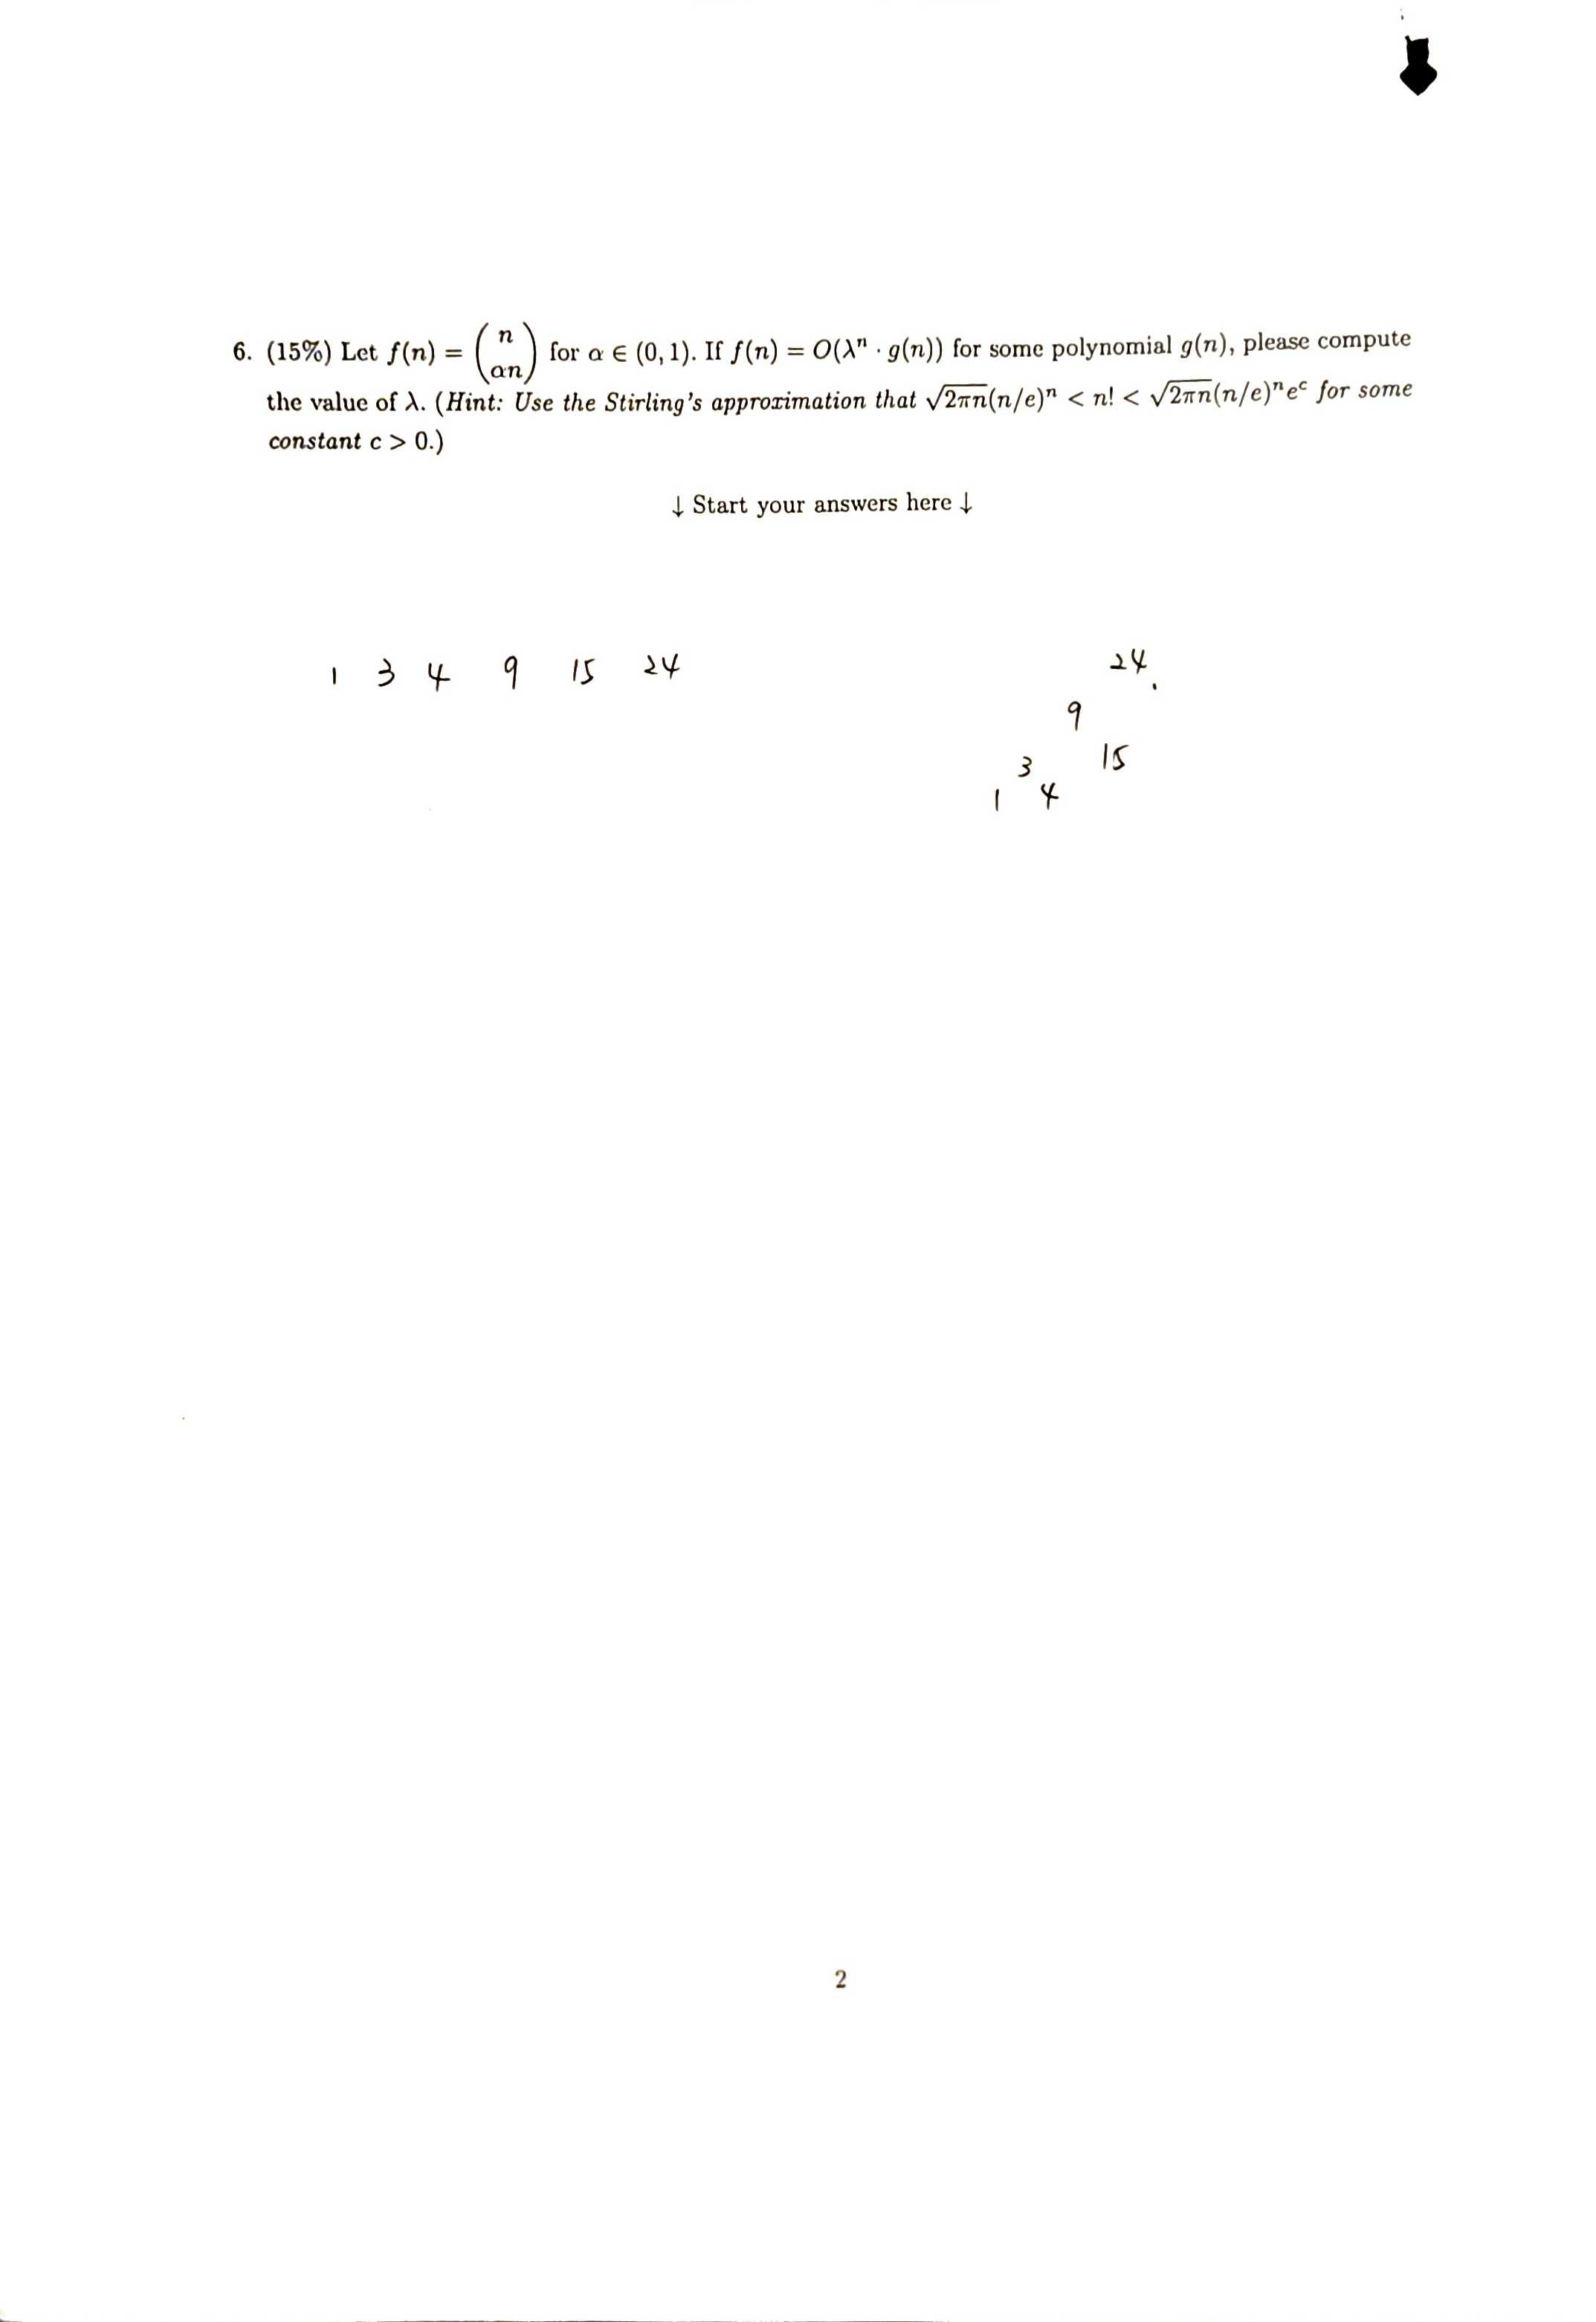 6. (15%) Let f(n) = (n αn) for α ∈ (0, 1). If f(n) = O(λⁿ · g(n)) for some polynomial g(n), please compute
the value of λ. (Hint: Use the Stirling's approximation that √2πn(n/e)ⁿ < n! < √2πn(n/e)ⁿeᶜ for some
constant c > 0.)
↓ Start your answers here ↓
1 3 4 9 15 24
24
9
15
3
1 4
2